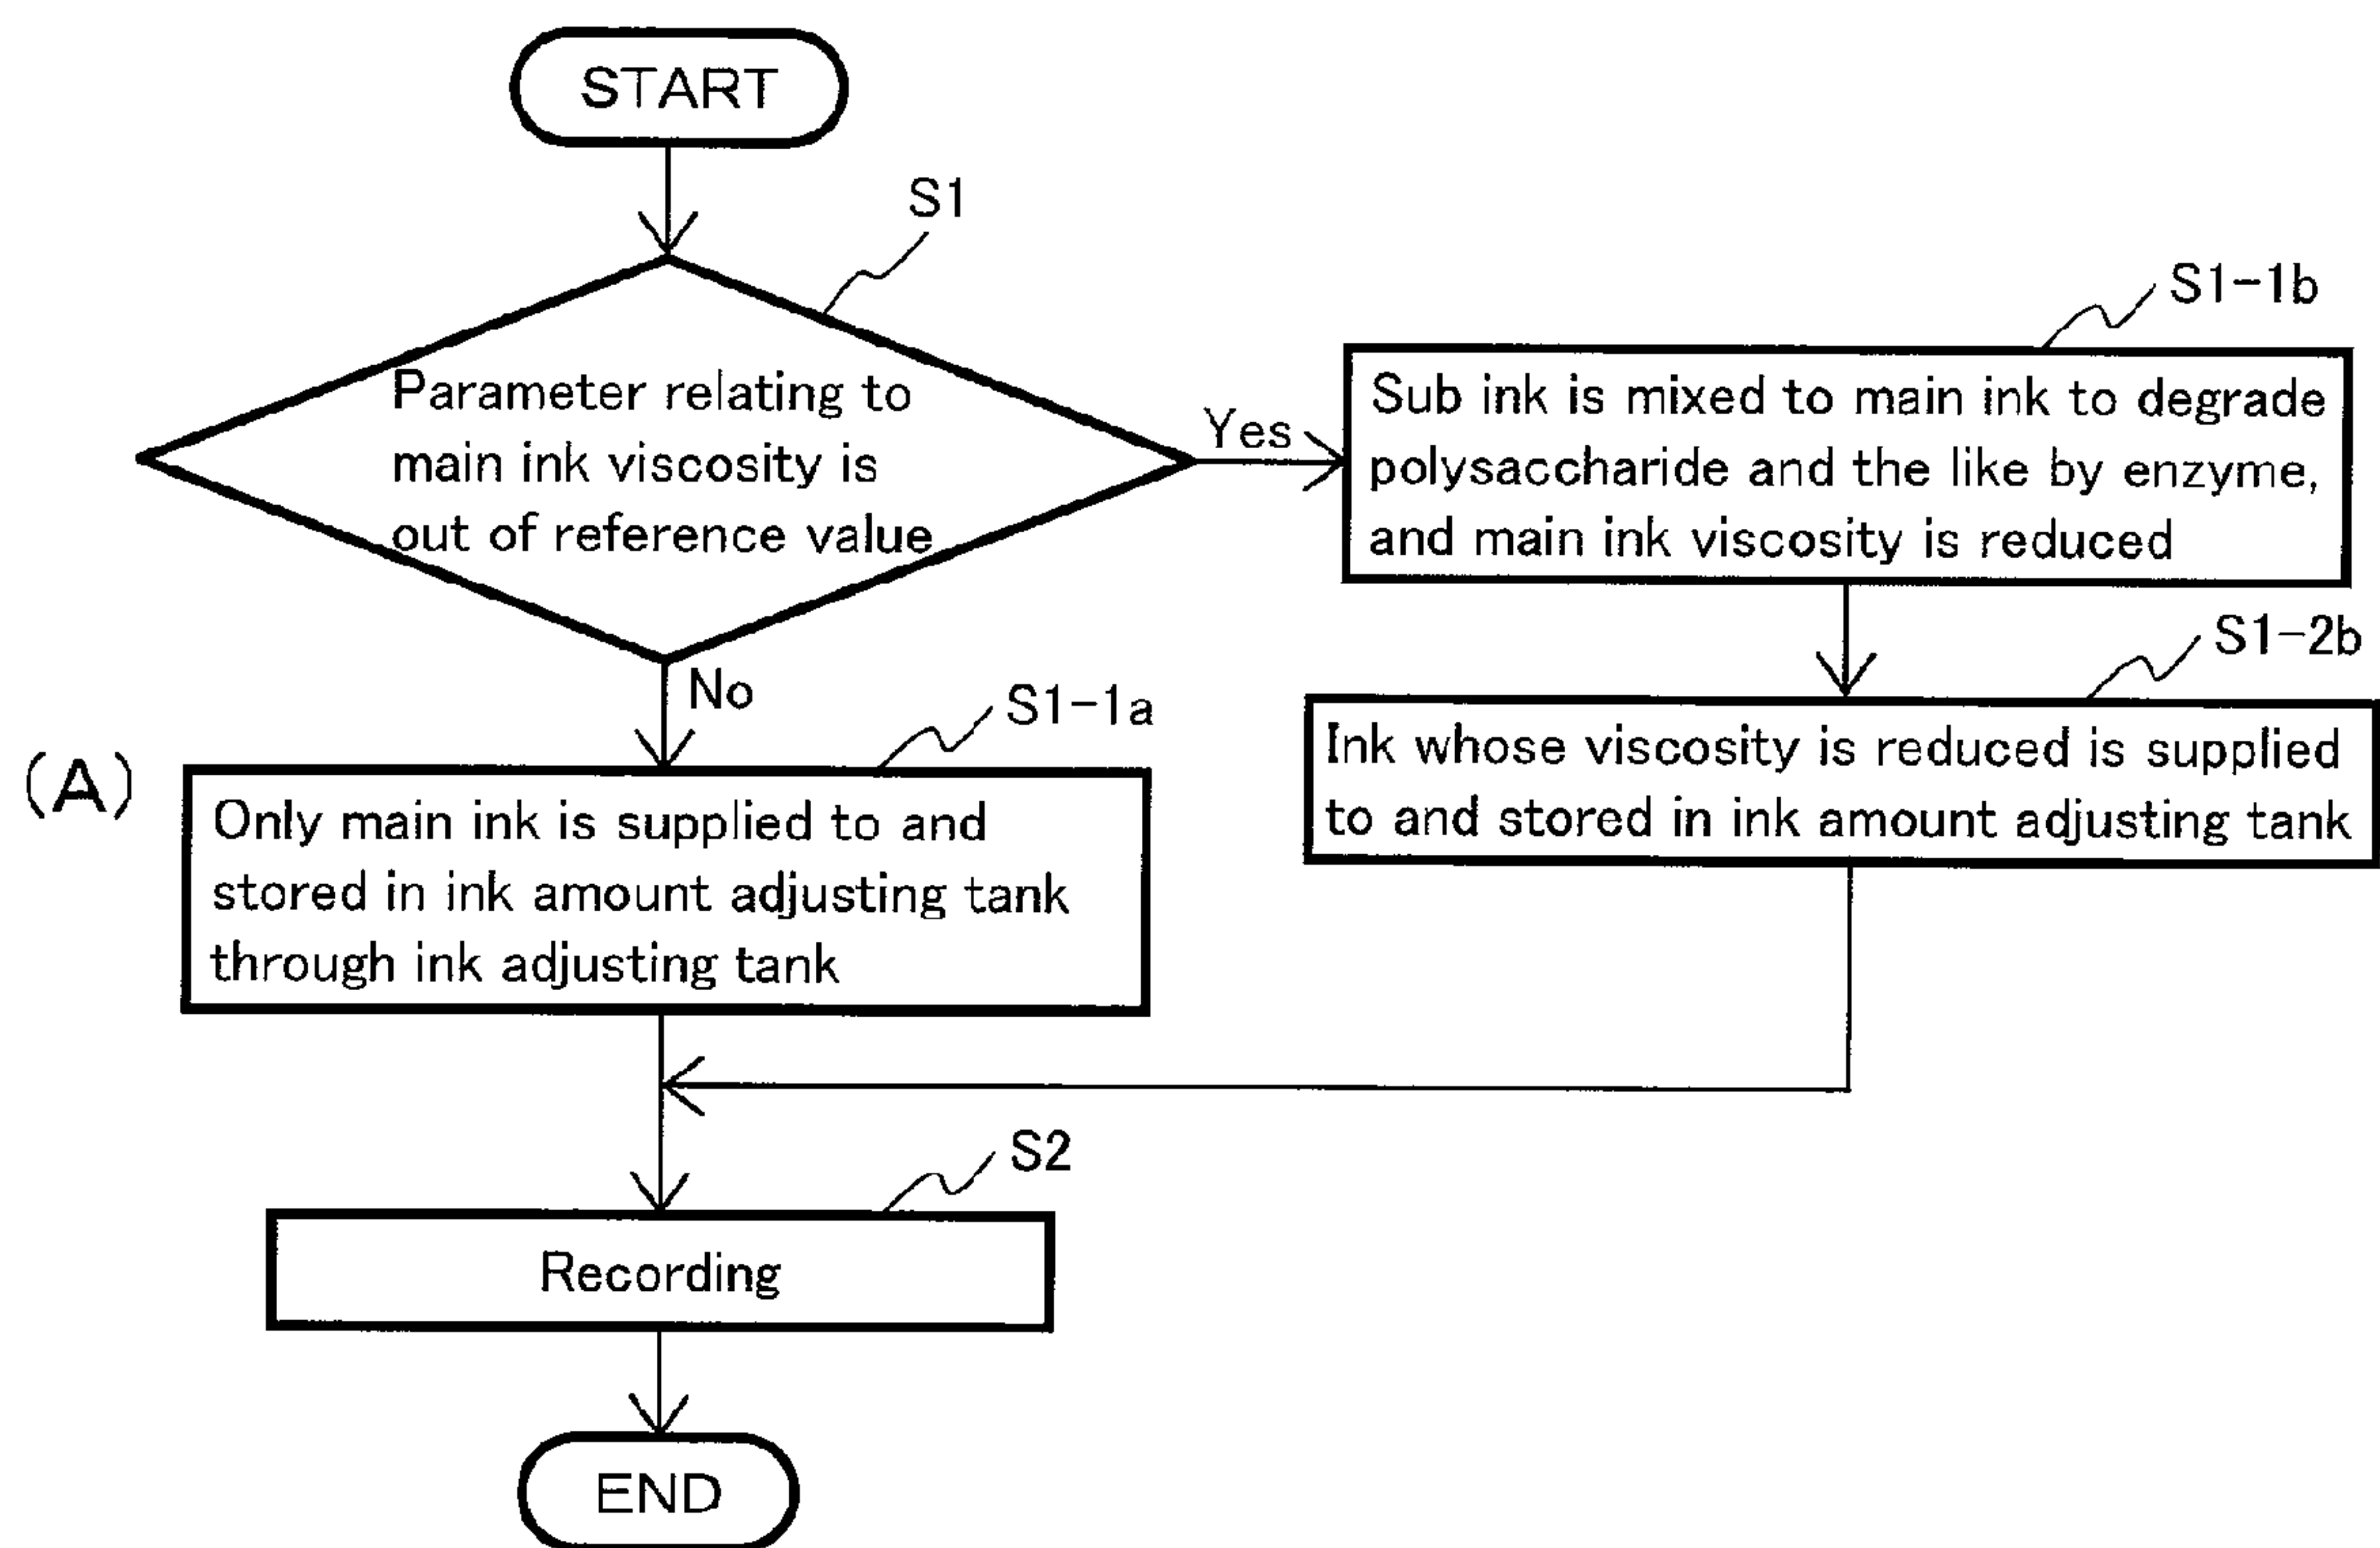 START
S1
Parameter relating to
main ink viscosity is
out of reference value
Yes
S1-1b
Sub ink is mixed to main ink to degrade
polysaccharide and the like by enzyme,
and main ink viscosity is reduced
S1-2b
Ink whose viscosity is reduced is supplied
to and stored in ink amount adjusting tank
No
S1-1a
(A)
Only main ink is supplied to and
stored in ink amount adjusting tank
through ink adjusting tank
S2
Recording
END